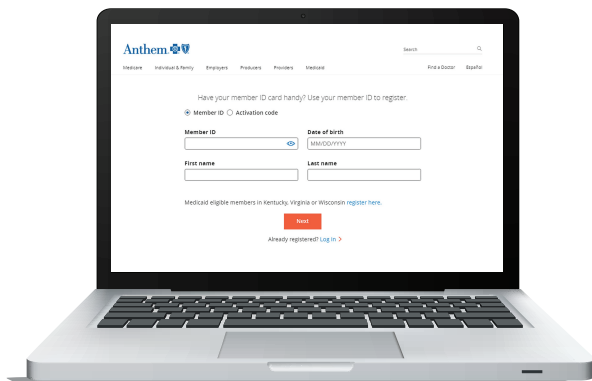 Anthem
Search
Medicare Individual & Family Employers Producers Providers Medicaid Find a Doctor Español
Have your member ID card handy? Use your member ID to register.
Member ID Activation code
Member ID Date of birth
MM/DD/YYYY
First name Last name
Medicaid eligible members in Kentucky, Virginia or Wisconsin register here.
Next
Already registered? Log in >